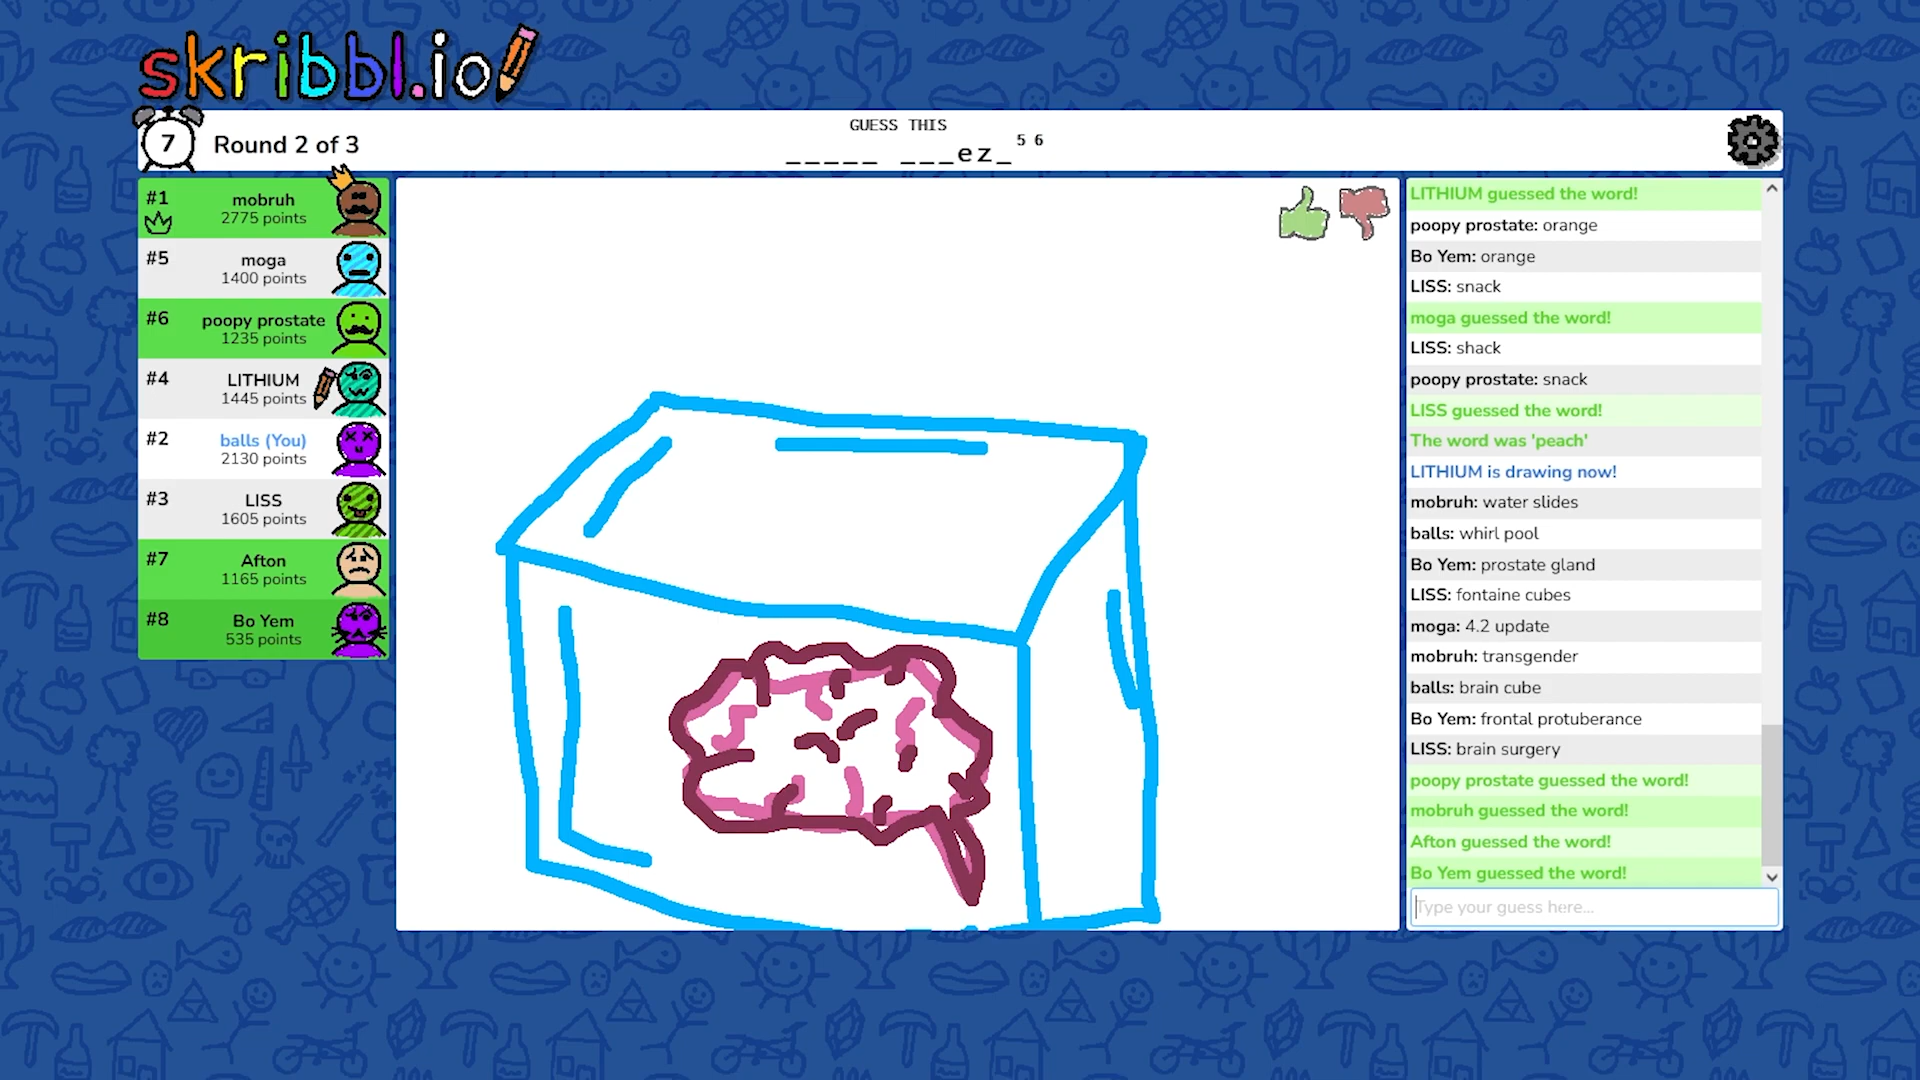 skribbl.io
7
Round 2 of 3
GUESS THIS
_____ ___ez_ 5 6
#1
mobruh
2775 points
#5
moga
1400 points
#6
poopy prostate
1235 points
#4
LITHIUM
1445 points
#2
balls (You)
2130 points
#3
LISS
1605 points
#7
Afton
1165 points
#8
Bo Yem
535 points
LITHIUM guessed the word!
poopy prostate: orange
Bo Yem: orange
LISS: snack
moga guessed the word!
LISS: shack
poopy prostate: snack
LISS guessed the word!
The word was 'peach'
LITHIUM is drawing now!
mobruh: water slides
balls: whirl pool
Bo Yem: prostate gland
LISS: fontaine cubes
moga: 4.2 update
mobruh: transgender
balls: brain cube
Bo Yem: frontal protuberance
LISS: brain surgery
poopy prostate guessed the word!
mobruh guessed the word!
Afton guessed the word!
Bo Yem guessed the word!
Type your guess here...